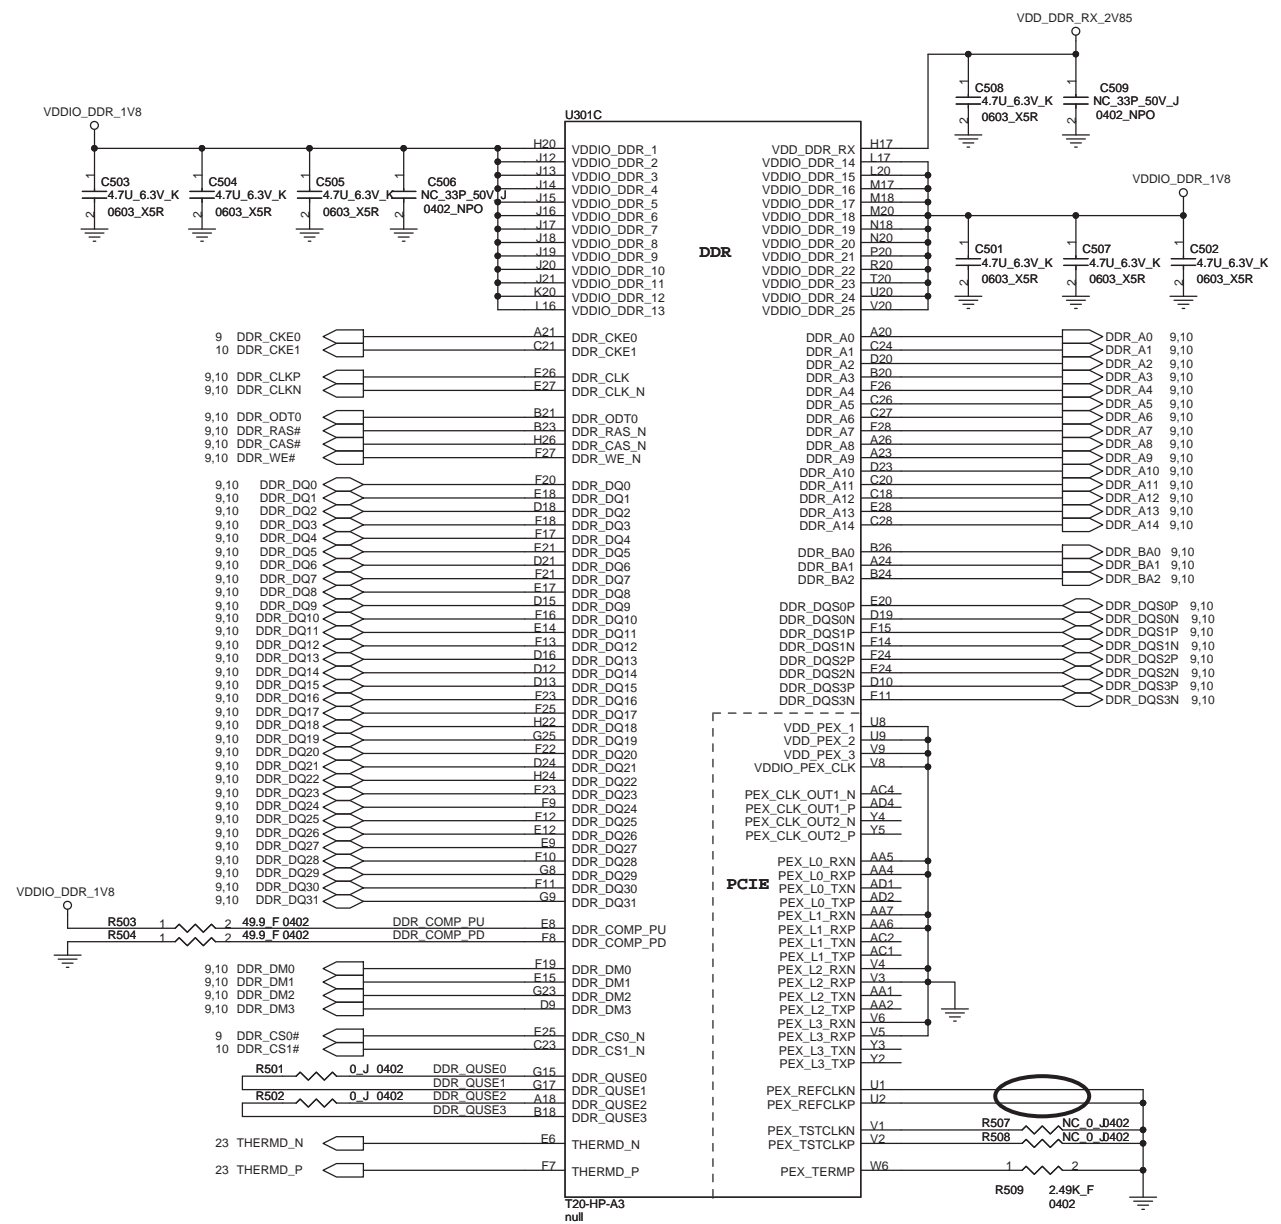 VDD_DDR_RX_2V85
C508
4.7U_6.3V_K
0603_X5R
C509
NC_33P_50V_J
0402_NPO
VDDIO_DDR_1V8
C503
4.7U_6.3V_K
0603_X5R
C504
4.7U_6.3V_K
0603_X5R
C505
4.7U_6.3V_K
0603_X5R
C506
NC_33P_50V_J
0402_NPO
VDDIO_DDR_1V8
C501
4.7U_6.3V_K
0603_X5R
C507
4.7U_6.3V_K
0603_X5R
C502
4.7U_6.3V_K
0603_X5R
U301C
DDR
H20 VDDIO_DDR_1
J12 VDDIO_DDR_2
J13 VDDIO_DDR_3
J14 VDDIO_DDR_4
J15 VDDIO_DDR_5
J16 VDDIO_DDR_6
J17 VDDIO_DDR_7
J18 VDDIO_DDR_8
J19 VDDIO_DDR_9
J20 VDDIO_DDR_10
J21 VDDIO_DDR_11
K20 VDDIO_DDR_12
L16 VDDIO_DDR_13
VDD_DDR_RX H17
VDDIO_DDR_14 L17
VDDIO_DDR_15 L20
VDDIO_DDR_16 M17
VDDIO_DDR_17 M18
VDDIO_DDR_18 M20
VDDIO_DDR_19 N18
VDDIO_DDR_20 N20
VDDIO_DDR_21 P20
VDDIO_DDR_22 R20
VDDIO_DDR_23 T20
VDDIO_DDR_24 U20
VDDIO_DDR_25 V20
9 DDR_CKE0 A21 DDR_CKE0
10 DDR_CKE1 C21 DDR_CKE1
9,10 DDR_CLKP E26 DDR_CLK
9,10 DDR_CLKN E27 DDR_CLK_N
9,10 DDR_ODT0 B21 DDR_ODT0
9,10 DDR_RAS# B23 DDR_RAS_N
9,10 DDR_CAS# H26 DDR_CAS_N
9,10 DDR_WE# F27 DDR_WE_N
9,10 DDR_DQ0 F20 DDR_DQ0
9,10 DDR_DQ1 E18 DDR_DQ1
9,10 DDR_DQ2 D18 DDR_DQ2
9,10 DDR_DQ3 F18 DDR_DQ3
9,10 DDR_DQ4 F17 DDR_DQ4
9,10 DDR_DQ5 E21 DDR_DQ5
9,10 DDR_DQ6 D21 DDR_DQ6
9,10 DDR_DQ7 F21 DDR_DQ7
9,10 DDR_DQ8 E17 DDR_DQ8
9,10 DDR_DQ9 D15 DDR_DQ9
9,10 DDR_DQ10 F16 DDR_DQ10
9,10 DDR_DQ11 E14 DDR_DQ11
9,10 DDR_DQ12 F13 DDR_DQ12
9,10 DDR_DQ13 D16 DDR_DQ13
9,10 DDR_DQ14 D12 DDR_DQ14
9,10 DDR_DQ15 D13 DDR_DQ15
9,10 DDR_DQ16 F23 DDR_DQ16
9,10 DDR_DQ17 F25 DDR_DQ17
9,10 DDR_DQ18 H22 DDR_DQ18
9,10 DDR_DQ19 G25 DDR_DQ19
9,10 DDR_DQ20 F22 DDR_DQ20
9,10 DDR_DQ21 D24 DDR_DQ21
9,10 DDR_DQ22 H24 DDR_DQ22
9,10 DDR_DQ23 E23 DDR_DQ23
9,10 DDR_DQ24 F9 DDR_DQ24
9,10 DDR_DQ25 F12 DDR_DQ25
9,10 DDR_DQ26 E12 DDR_DQ26
9,10 DDR_DQ27 E9 DDR_DQ27
9,10 DDR_DQ28 F10 DDR_DQ28
9,10 DDR_DQ29 G8 DDR_DQ29
9,10 DDR_DQ30 F11 DDR_DQ30
9,10 DDR_DQ31 G9 DDR_DQ31
VDDIO_DDR_1V8
R503 1 2 49.9_F 0402 DDR_COMP_PU E8 DDR_COMP_PU
R504 1 2 49.9_F 0402 DDR_COMP_PD F8 DDR_COMP_PD
9,10 DDR_DM0 F19 DDR_DM0
9,10 DDR_DM1 E15 DDR_DM1
9,10 DDR_DM2 G23 DDR_DM2
9,10 DDR_DM3 D9 DDR_DM3
9 DDR_CS0# E25 DDR_CS0_N
10 DDR_CS1# C23 DDR_CS1_N
R501 0_J 0402 DDR_QUSE0 G15 DDR_QUSE0
DDR_QUSE1 G17 DDR_QUSE1
R502 0_J 0402 DDR_QUSE2 A18 DDR_QUSE2
DDR_QUSE3 B18 DDR_QUSE3
23 THERMD_N E6 THERMD_N
23 THERMD_P F7 THERMD_P
DDR_A0 A20 DDR_A0 9,10
DDR_A1 C24 DDR_A1 9,10
DDR_A2 D20 DDR_A2 9,10
DDR_A3 B20 DDR_A3 9,10
DDR_A4 F26 DDR_A4 9,10
DDR_A5 C26 DDR_A5 9,10
DDR_A6 C27 DDR_A6 9,10
DDR_A7 F28 DDR_A7 9,10
DDR_A8 A26 DDR_A8 9,10
DDR_A9 A23 DDR_A9 9,10
DDR_A10 D23 DDR_A10 9,10
DDR_A11 C20 DDR_A11 9,10
DDR_A12 C18 DDR_A12 9,10
DDR_A13 E28 DDR_A13 9,10
DDR_A14 C28 DDR_A14 9,10
DDR_BA0 B26 DDR_BA0 9,10
DDR_BA1 A24 DDR_BA1 9,10
DDR_BA2 B24 DDR_BA2 9,10
DDR_DQS0P E20 DDR_DQS0P 9,10
DDR_DQS0N D19 DDR_DQS0N 9,10
DDR_DQS1P F15 DDR_DQS1P 9,10
DDR_DQS1N F14 DDR_DQS1N 9,10
DDR_DQS2P F24 DDR_DQS2P 9,10
DDR_DQS2N E24 DDR_DQS2N 9,10
DDR_DQS3P D10 DDR_DQS3P 9,10
DDR_DQS3N E11 DDR_DQS3N 9,10
PCIE
VDD_PEX_1 U8
VDD_PEX_2 U9
VDD_PEX_3 V9
VDDIO_PEX_CLK V8
PEX_CLK_OUT1_N AC4
PEX_CLK_OUT1_P AD4
PEX_CLK_OUT2_N Y4
PEX_CLK_OUT2_P Y5
PEX_L0_RXN AA5
PEX_L0_RXP AA4
PEX_L0_TXN AD1
PEX_L0_TXP AD2
PEX_L1_RXN AA7
PEX_L1_RXP AA6
PEX_L1_TXN AC2
PEX_L1_TXP AC1
PEX_L2_RXN V4
PEX_L2_RXP V3
PEX_L2_TXN AA1
PEX_L2_TXP AA2
PEX_L3_RXN V6
PEX_L3_RXP V5
PEX_L3_TXN Y3
PEX_L3_TXP Y2
PEX_REFCLKN U1
PEX_REFCLKP U2
PEX_TSTCLKN V1 R507 NC_0_J0402
PEX_TSTCLKP V2 R508 NC_0_J0402
PEX_TERMP W6 1 2
R509 2.49K_F
0402
T20-HP-A3
null